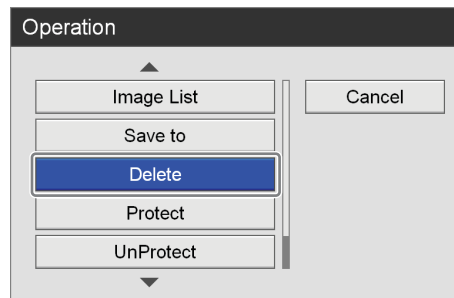 Operation
Image List
Cancel
Save to
Delete
Protect
UnProtect